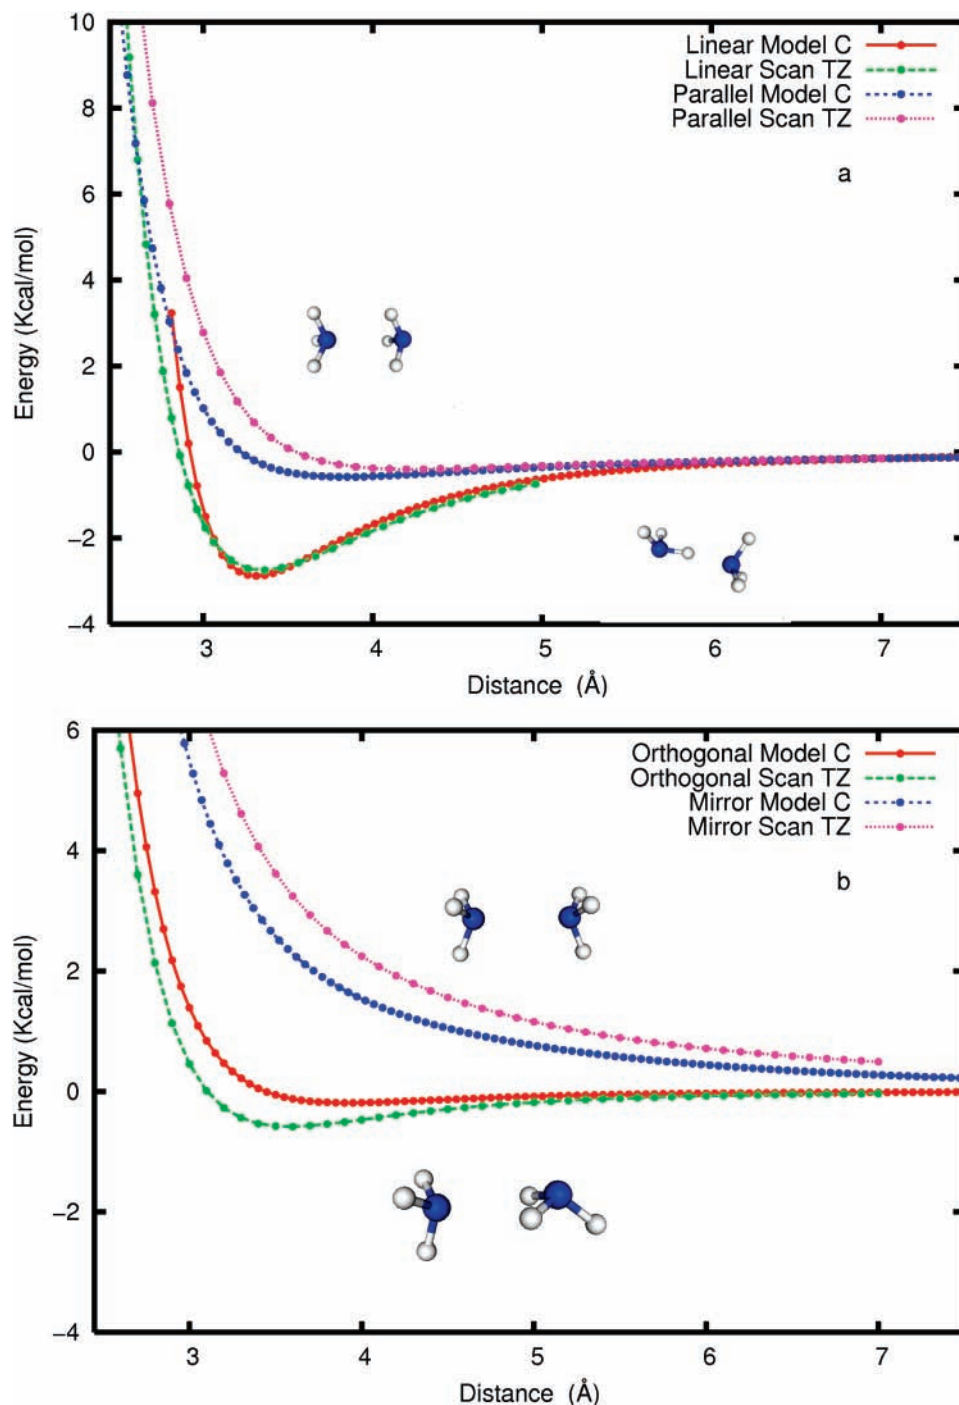 10
8
6
4
2
0
-2
-4
Energy (Kcal/mol)
Linear Model C
Linear Scan TZ
Parallel Model C
Parallel Scan TZ
a
3 4 5 6 7
Distance (Å)
6
4
2
0
-2
-4
Energy (Kcal/mol)
Orthogonal Model C
Orthogonal Scan TZ
Mirror Model C
Mirror Scan TZ
b
3 4 5 6 7
Distance (Å)